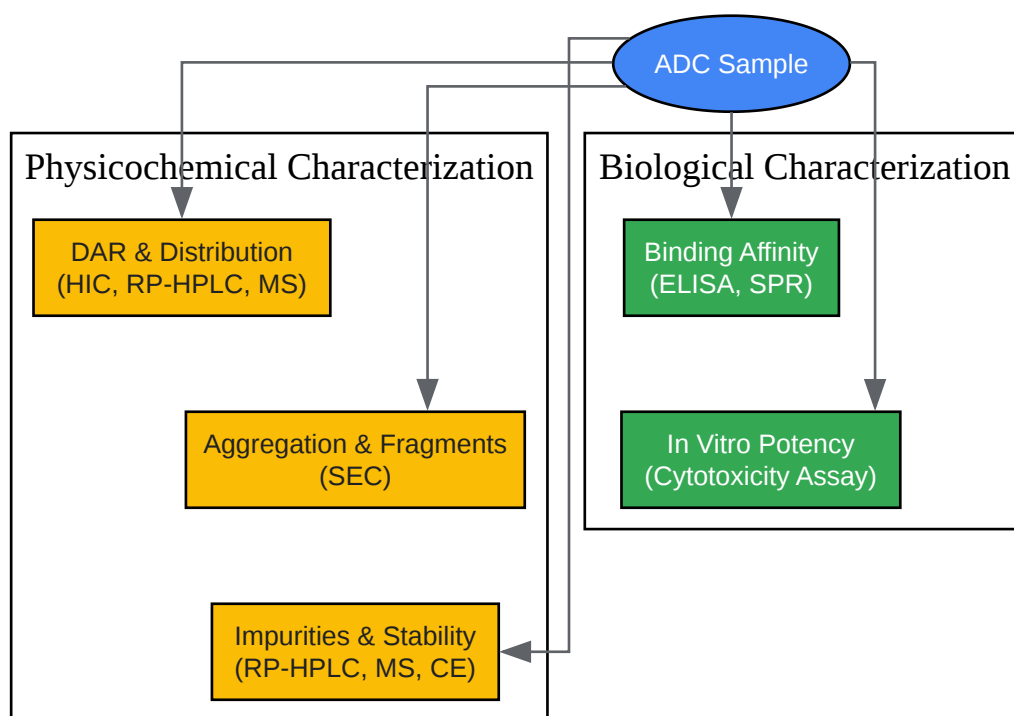 ADC Sample
Physicochemical Characterization
Biological Characterization
DAR & Distribution
(HIC, RP-HPLC, MS)
Binding Affinity
(ELISA, SPR)
Aggregation & Fragments
(SEC)
In Vitro Potency
(Cytotoxicity Assay)
Impurities & Stability
(RP-HPLC, MS, CE)